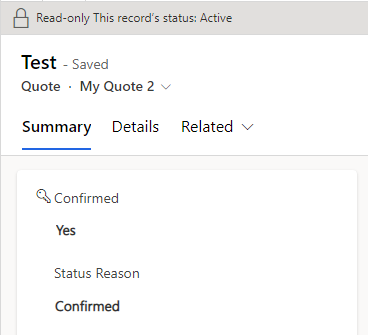 Read-only This record's status: Active
Test - Saved
Quote · My Quote 2
Summary Details Related
Confirmed
Yes
Status Reason
Confirmed